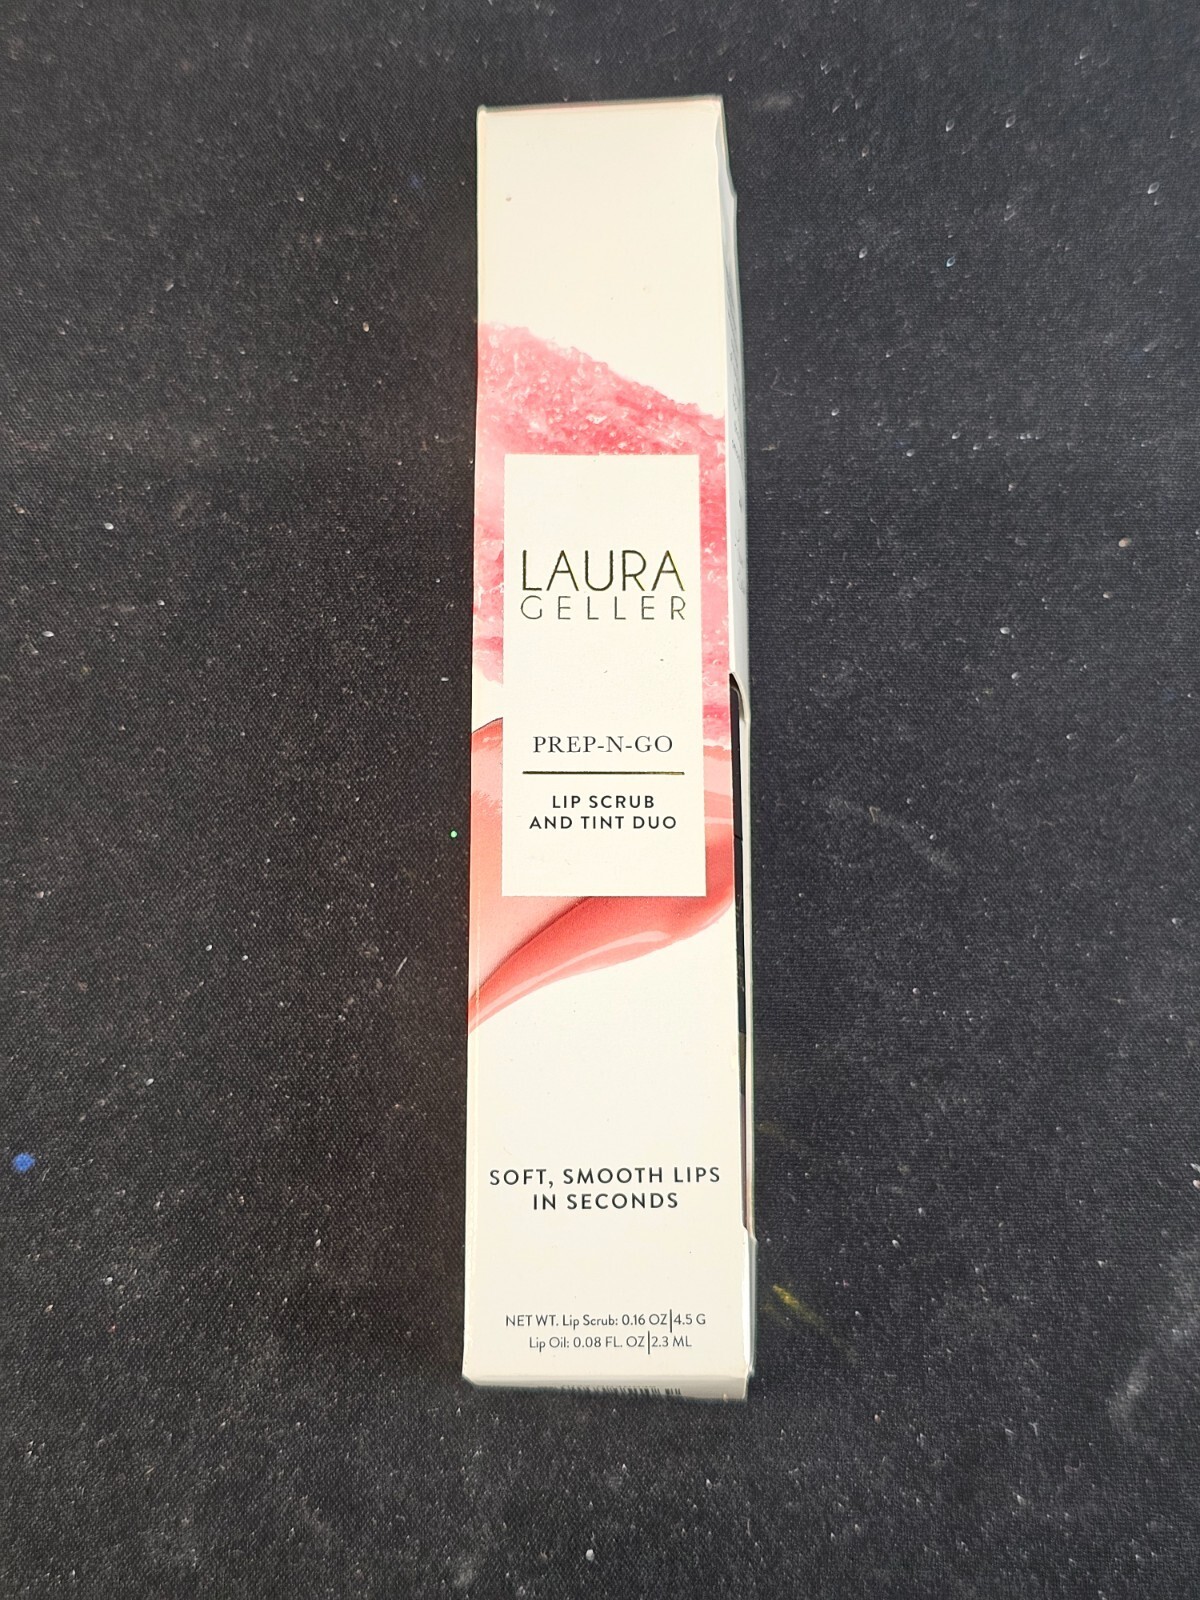 LAURA
GELLER
PREP-N-GO
LIP SCRUB
AND TINT DUO
SOFT, SMOOTH LIPS
IN SECONDS
NET WT. Lip Scrub: 0.16 OZ|4.5 G
Lip Oil: 0.08 FL. OZ|2.3 ML